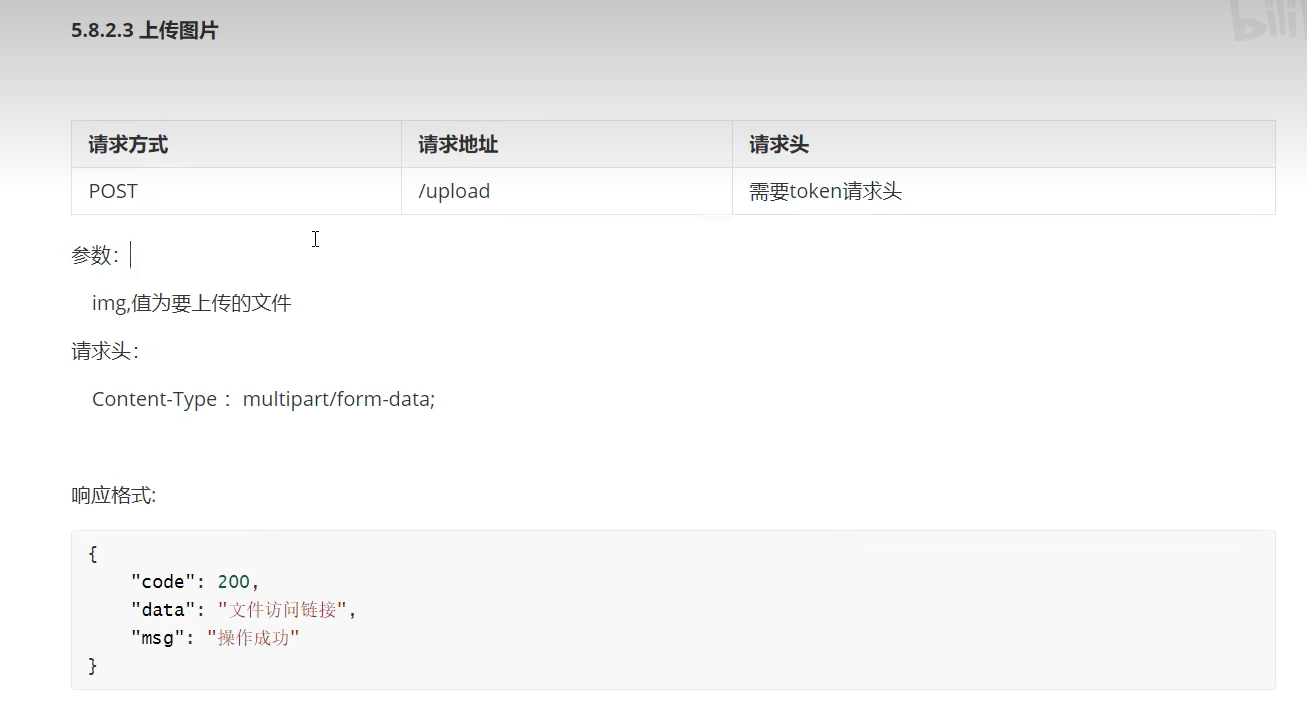 5.8.2.3 上传图片
请求方式 请求地址 请求头
POST /upload 需要token请求头
参数：
img,值为要上传的文件
请求头：
Content-Type ：multipart/form-data;
响应格式:
{
"code": 200,
"data": "文件访问链接",
"msg": "操作成功"
}